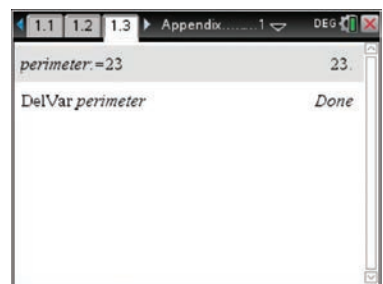 1.1 1.2 1.3 Appendix........1 DEG
perimeter:=23 23.
DelVar perimeter Done